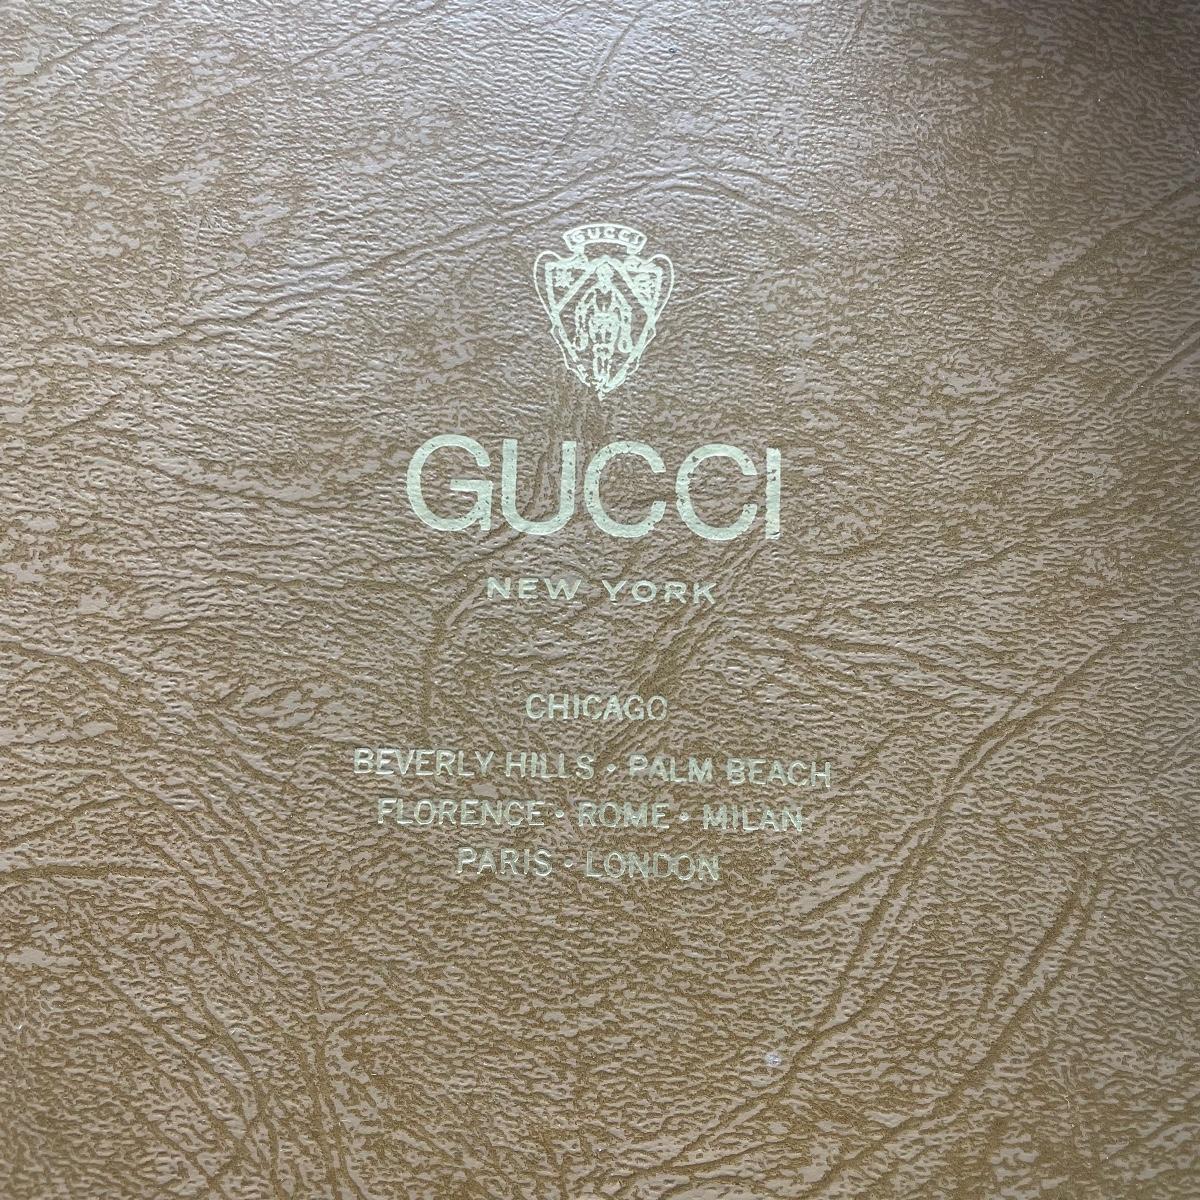 GUCCI
GUCCI
NEW YORK
CHICAGO
BEVERLY HILLS • PALM BEACH
FLORENCE • ROME • MILAN
PARIS • LONDON